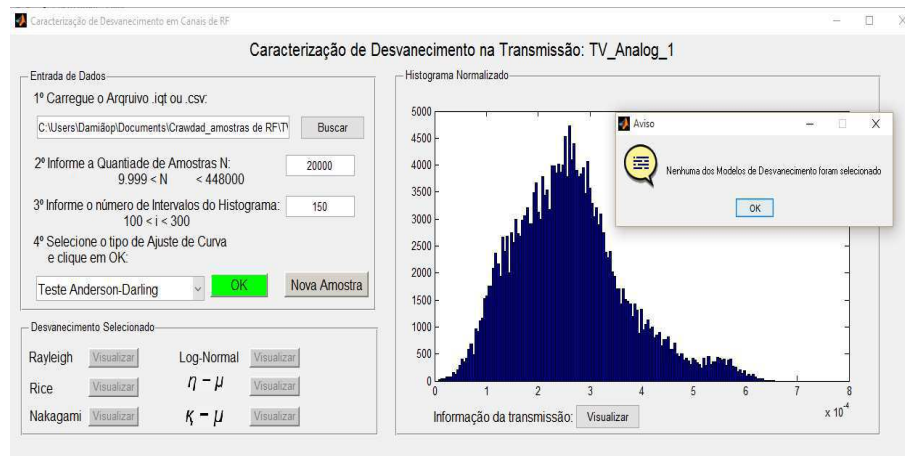 Caracterização de Desvanecimento em Canais de RF
Caracterização de Desvanecimento na Transmissão: TV_Analog_1
Entrada de Dados
1º Carregue o Arqruivo .iqt ou .csv:
C:\Users\Damiãop\Documents\Crawdad_amostras de RF\T\
Buscar
2º Informe a Quantiade de Amostras N:
9.999 < N < 448000
20000
3º Informe o número de Intervalos do Histograma:
100 < i < 300
150
4º Selecione o tipo de Ajuste de Curva
e clique em OK:
Teste Anderson-Darling
OK
Nova Amostra
Desvanecimento Selecionado
Rayleigh Visualizar Log-Normal Visualizar
Rice Visualizar η – μ Visualizar
Nakagami Visualizar κ – μ Visualizar
Histograma Normalizado
5000
4500
4000
3500
3000
2500
2000
1500
1000
500
0
0 1 2 3 4 5 6 7 8
x 10-4
Informação da transmissão: Visualizar
Aviso
Nenhuma dos Modelos de Desvanecimento foram selecionado
OK